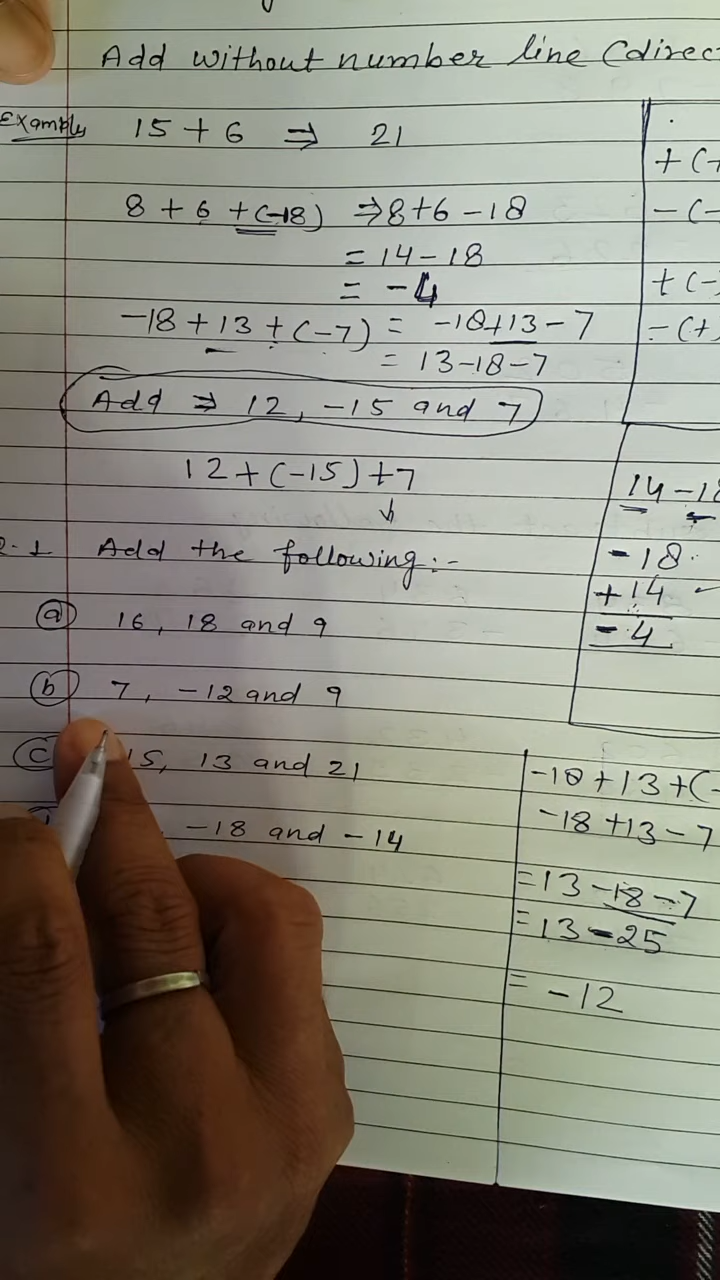 Add without number line (direc
Example 15 + 6 ⇒ 21
8 + 6 + (-18) ⇒ 8+6 - 18
= 14 - 18
= -4
-18 + 13 + (-7) = -18+13 - 7
= 13-18-7
Add ⇒ 12, -15 and 7
12 + (-15) + 7
↓
Q.1 Add the following:-
(a) 16, 18 and 9
(b) 7, -12 and 9
(c) 15, 13 and 21
, -18 and -14
+ (+
- (-
+ (-
- (+
14 - 18
-18
+14
-4
-18 + 13 + (-
-18 + 13 - 7
= 13 - 18 - 7
= 13 - 25
= -12